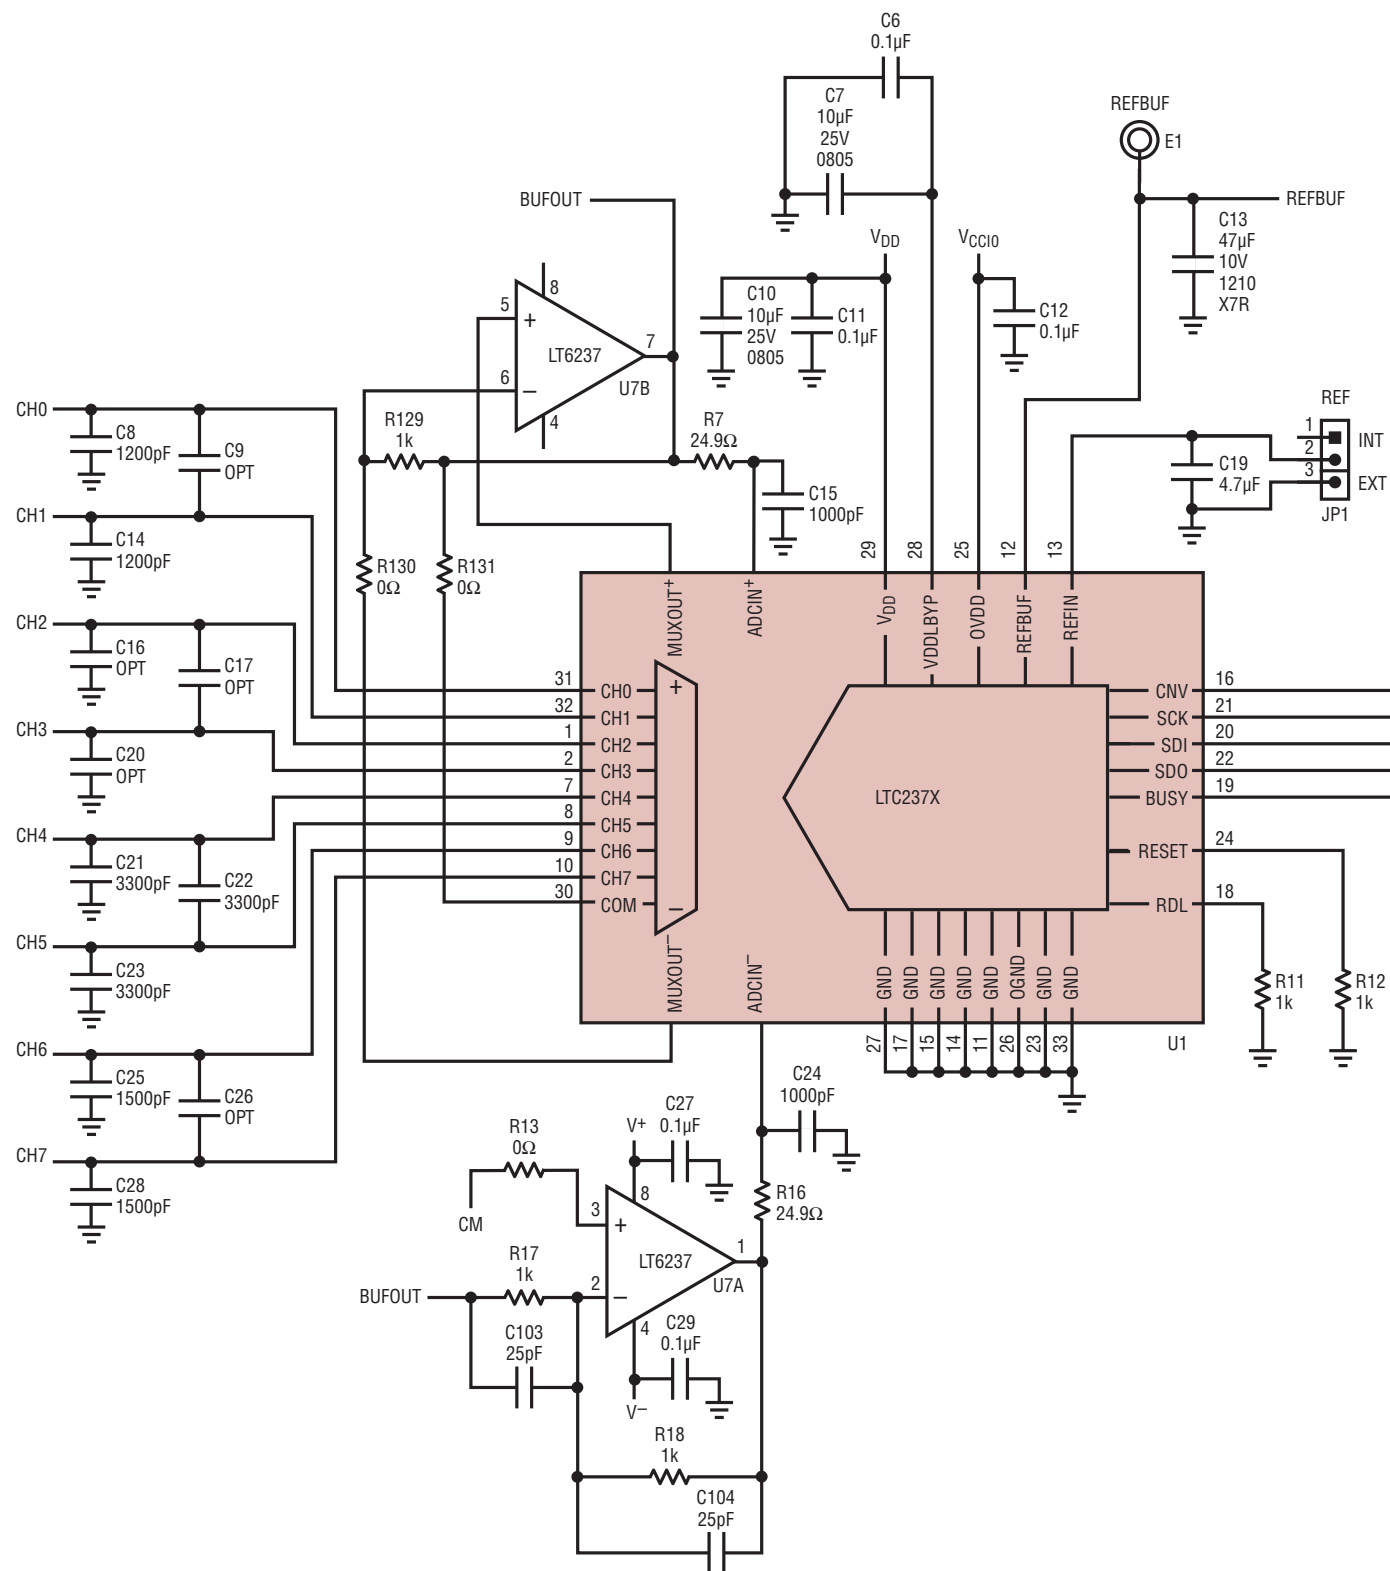 C6
0.1µF
C7
10µF
25V
0805
REFBUF
E1
REFBUF
C13
47µF
10V
1210
X7R
BUFOUT
VDD
VCCIO
8
5
+
LT6237
7
6
–
U7B
4
C10
10µF
25V
0805
C11
0.1µF
C12
0.1µF
REF
1
INT
2
3
EXT
JP1
C19
4.7µF
CH0
C8
1200pF
C9
OPT
R129
1k
R7
24.9Ω
C15
1000pF
CH1
C14
1200pF
R130
0Ω
R131
0Ω
29
28
25
12
13
MUXOUT+
ADCIN+
VDD
VDDLBYP
OVDD
REFBUF
REFIN
CH2
C16
OPT
C17
OPT
CH3
C20
OPT
31
CH0
+
32
CH1
1
CH2
2
CH3
7
CH4
8
CH5
9
CH6
10
CH7
30
COM
–
LTC237X
CNV
16
SCK
21
SDI
20
SDO
22
BUSY
19
RESET
24
RDL
18
CH4
C21
3300pF
C22
3300pF
CH5
C23
3300pF
MUXOUT–
ADCIN–
GND
GND
GND
GND
GND
OGND
GND
GND
27
17
15
14
11
26
23
33
U1
R11
1k
R12
1k
CH6
C25
1500pF
C26
OPT
CH7
C28
1500pF
C24
1000pF
R13
0Ω
V+
C27
0.1µF
CM
8
3
+
LT6237
1
2
–
U7A
4
R16
24.9Ω
R17
1k
BUFOUT
C103
25pF
C29
0.1µF
V–
R18
1k
C104
25pF